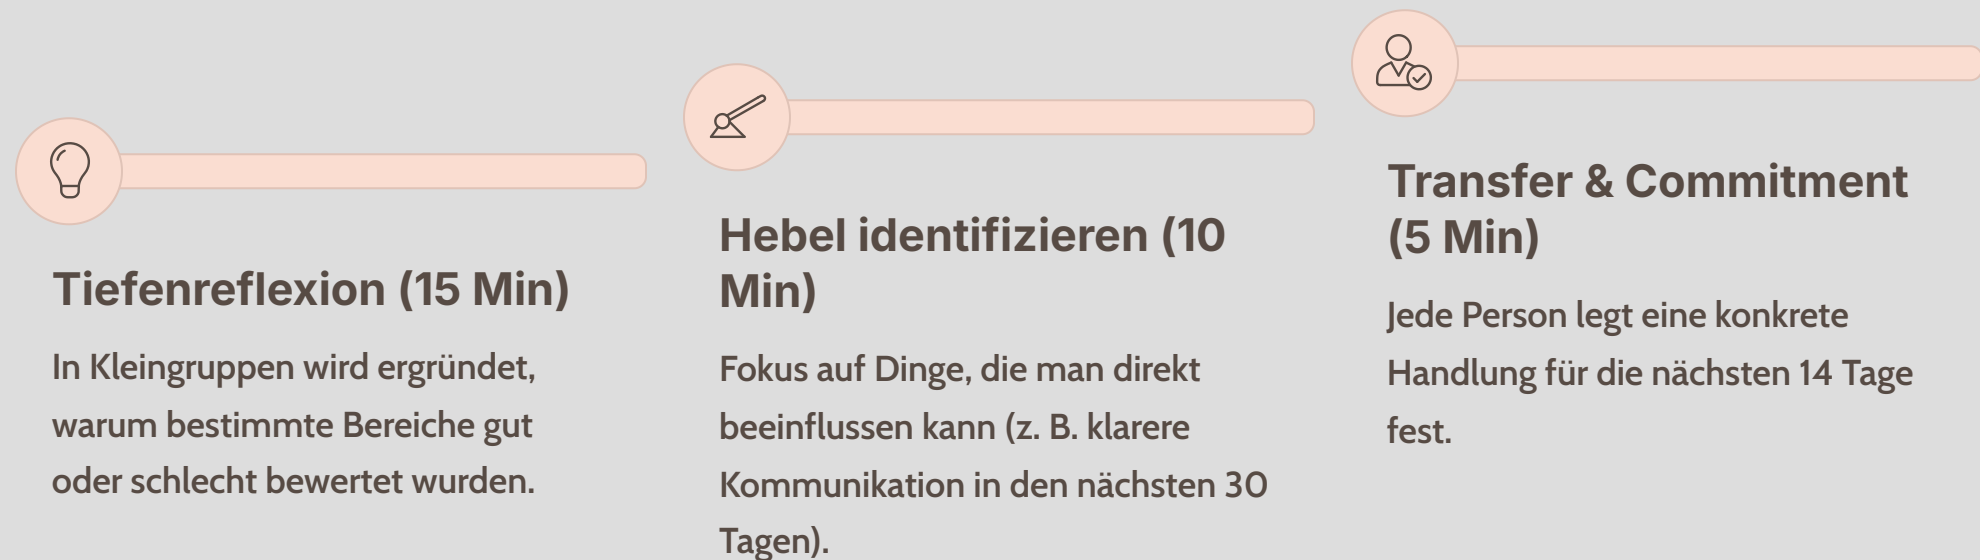 Tiefenreflexion (15 Min)
In Kleingruppen wird ergründet,
warum bestimmte Bereiche gut
oder schlecht bewertet wurden.
Hebel identifizieren (10
Min)
Fokus auf Dinge, die man direkt
beeinflussen kann (z. B. klarere
Kommunikation in den nächsten 30
Tagen).
Transfer & Commitment
(5 Min)
Jede Person legt eine konkrete
Handlung für die nächsten 14 Tage
fest.